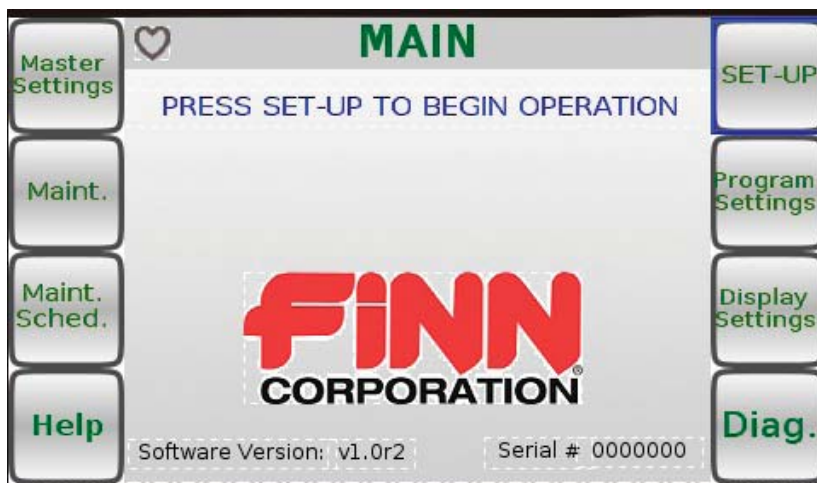 MAIN
PRESS SET-UP TO BEGIN OPERATION
Master
Settings
Maint.
Maint.
Sched.
Help
SET-UP
Program
Settings
Display
Settings
Diag.
FINN
CORPORATION®
Software Version: v1.0r2
Serial # 0000000